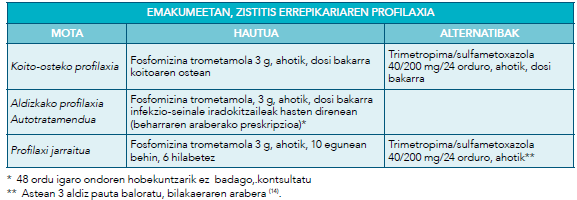 EMAKUMEETAN, ZISTITIS ERREPIKARIAREN PROFILAXIA
MOTA HAUTUA ALTERNATIBAK
Koito-osteko profilaxia
Fosfomizina trometamola 3 g, ahotik, dosi bakarra
koitoaren ostean
Trimetropima/sulfametoxazola
40/200 mg/24 orduro, ahotik, dosi
bakarra
Aldizkako profilaxia
Autotratamendua
Fosfomizina trometamola, 3 g, ahotik, dosi bakarra
infekzio-seinale iradokitzaileak hasten direnean
(beharraren araberako preskripzioa)*
Profilaxi jarraitua
Fosfomizina trometamola 3 g, ahotik, 10 egunean
behin, 6 hilabetez
Trimetropima/sulfametoxazola
40/200 mg/24 orduro, ahotik**
* 48 ordu igaro ondoren hobekuntzarik ez badago,.kontsultatu
** Astean 3 aldiz pauta baloratu, bilakaeraren arabera (14).